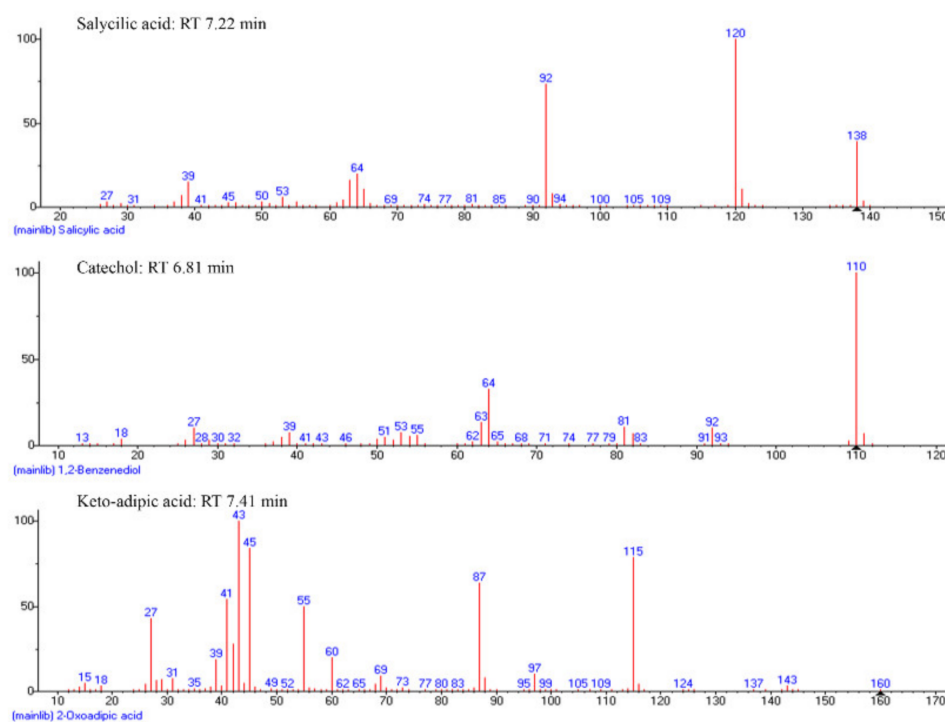 Salycilic acid: RT 7.22 min
100
120
92
50
138
64
39
27 31 41 45 50 53 69 74 77 81 85 90 94 100 105 109
0
20 30 40 50 60 70 80 90 100 110 120 130 140 150
(mainlib) Salicylic acid
Catechol: RT 6.81 min
100
110
50
64
63
27
13 18 28 30 32 39 41 43 46 51 53 55 62 65 68 71 74 77 79 81 83 91 92 93
0
10 20 30 40 50 60 70 80 90 100 110 120
(mainlib) 1,2-Benzenediol
Keto-adipic acid: RT 7.41 min
100
43
45
115
87
50
41
55
27
60
39
15 18 31 35 49 52 62 65 69 73 77 80 83 95 97 99 105 109 124 137 143 160
0
10 20 30 40 50 60 70 80 90 100 110 120 130 140 150 160 170
(mainlib) 2-Oxoadipic acid